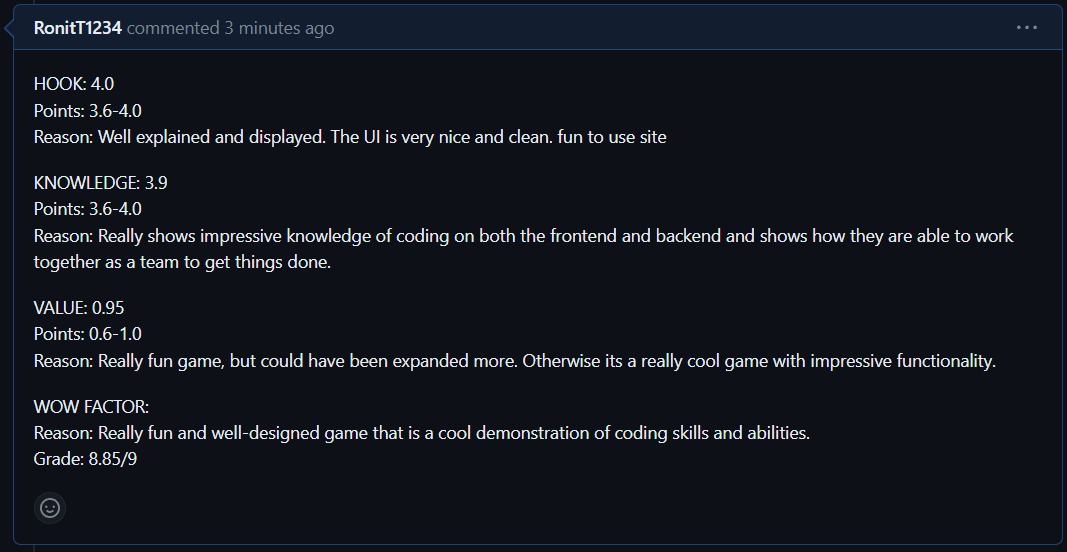 RonitT1234 commented 3 minutes ago
HOOK: 4.0
Points: 3.6-4.0
Reason: Well explained and displayed. The UI is very nice and clean. fun to use site
KNOWLEDGE: 3.9
Points: 3.6-4.0
Reason: Really shows impressive knowledge of coding on both the frontend and backend and shows how they are able to work
together as a team to get things done.
VALUE: 0.95
Points: 0.6-1.0
Reason: Really fun game, but could have been expanded more. Otherwise its a really cool game with impressive functionality.
WOW FACTOR:
Reason: Really fun and well-designed game that is a cool demonstration of coding skills and abilities.
Grade: 8.85/9